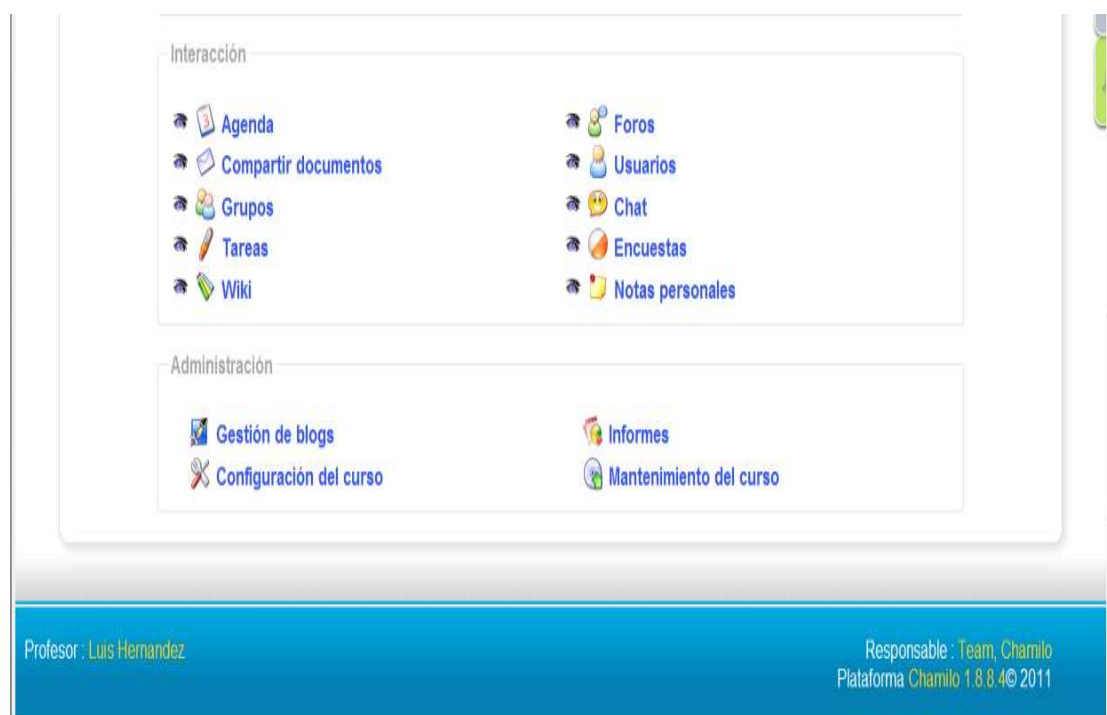 Interacción
Agenda
Foros
Compartir documentos
Usuarios
Grupos
Chat
Tareas
Encuestas
Wiki
Notas personales
Administración
Gestión de blogs
Informes
Configuración del curso
Mantenimiento del curso
Profesor : Luis Hernandez
Responsable : Team, Chamilo
Plataforma Chamilo 1.8.8.4© 2011